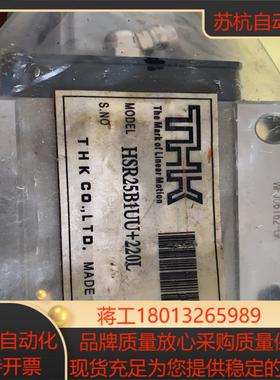 苏杭自动
THK
The Mark of Linear Motion
MODEL HSR25B1UU+220L
S.NO
THK CO.,LTD. MADE
蒋工18013265989
自动化
开票
品牌质量放心采购质量保
现货充足为您提供稳定的